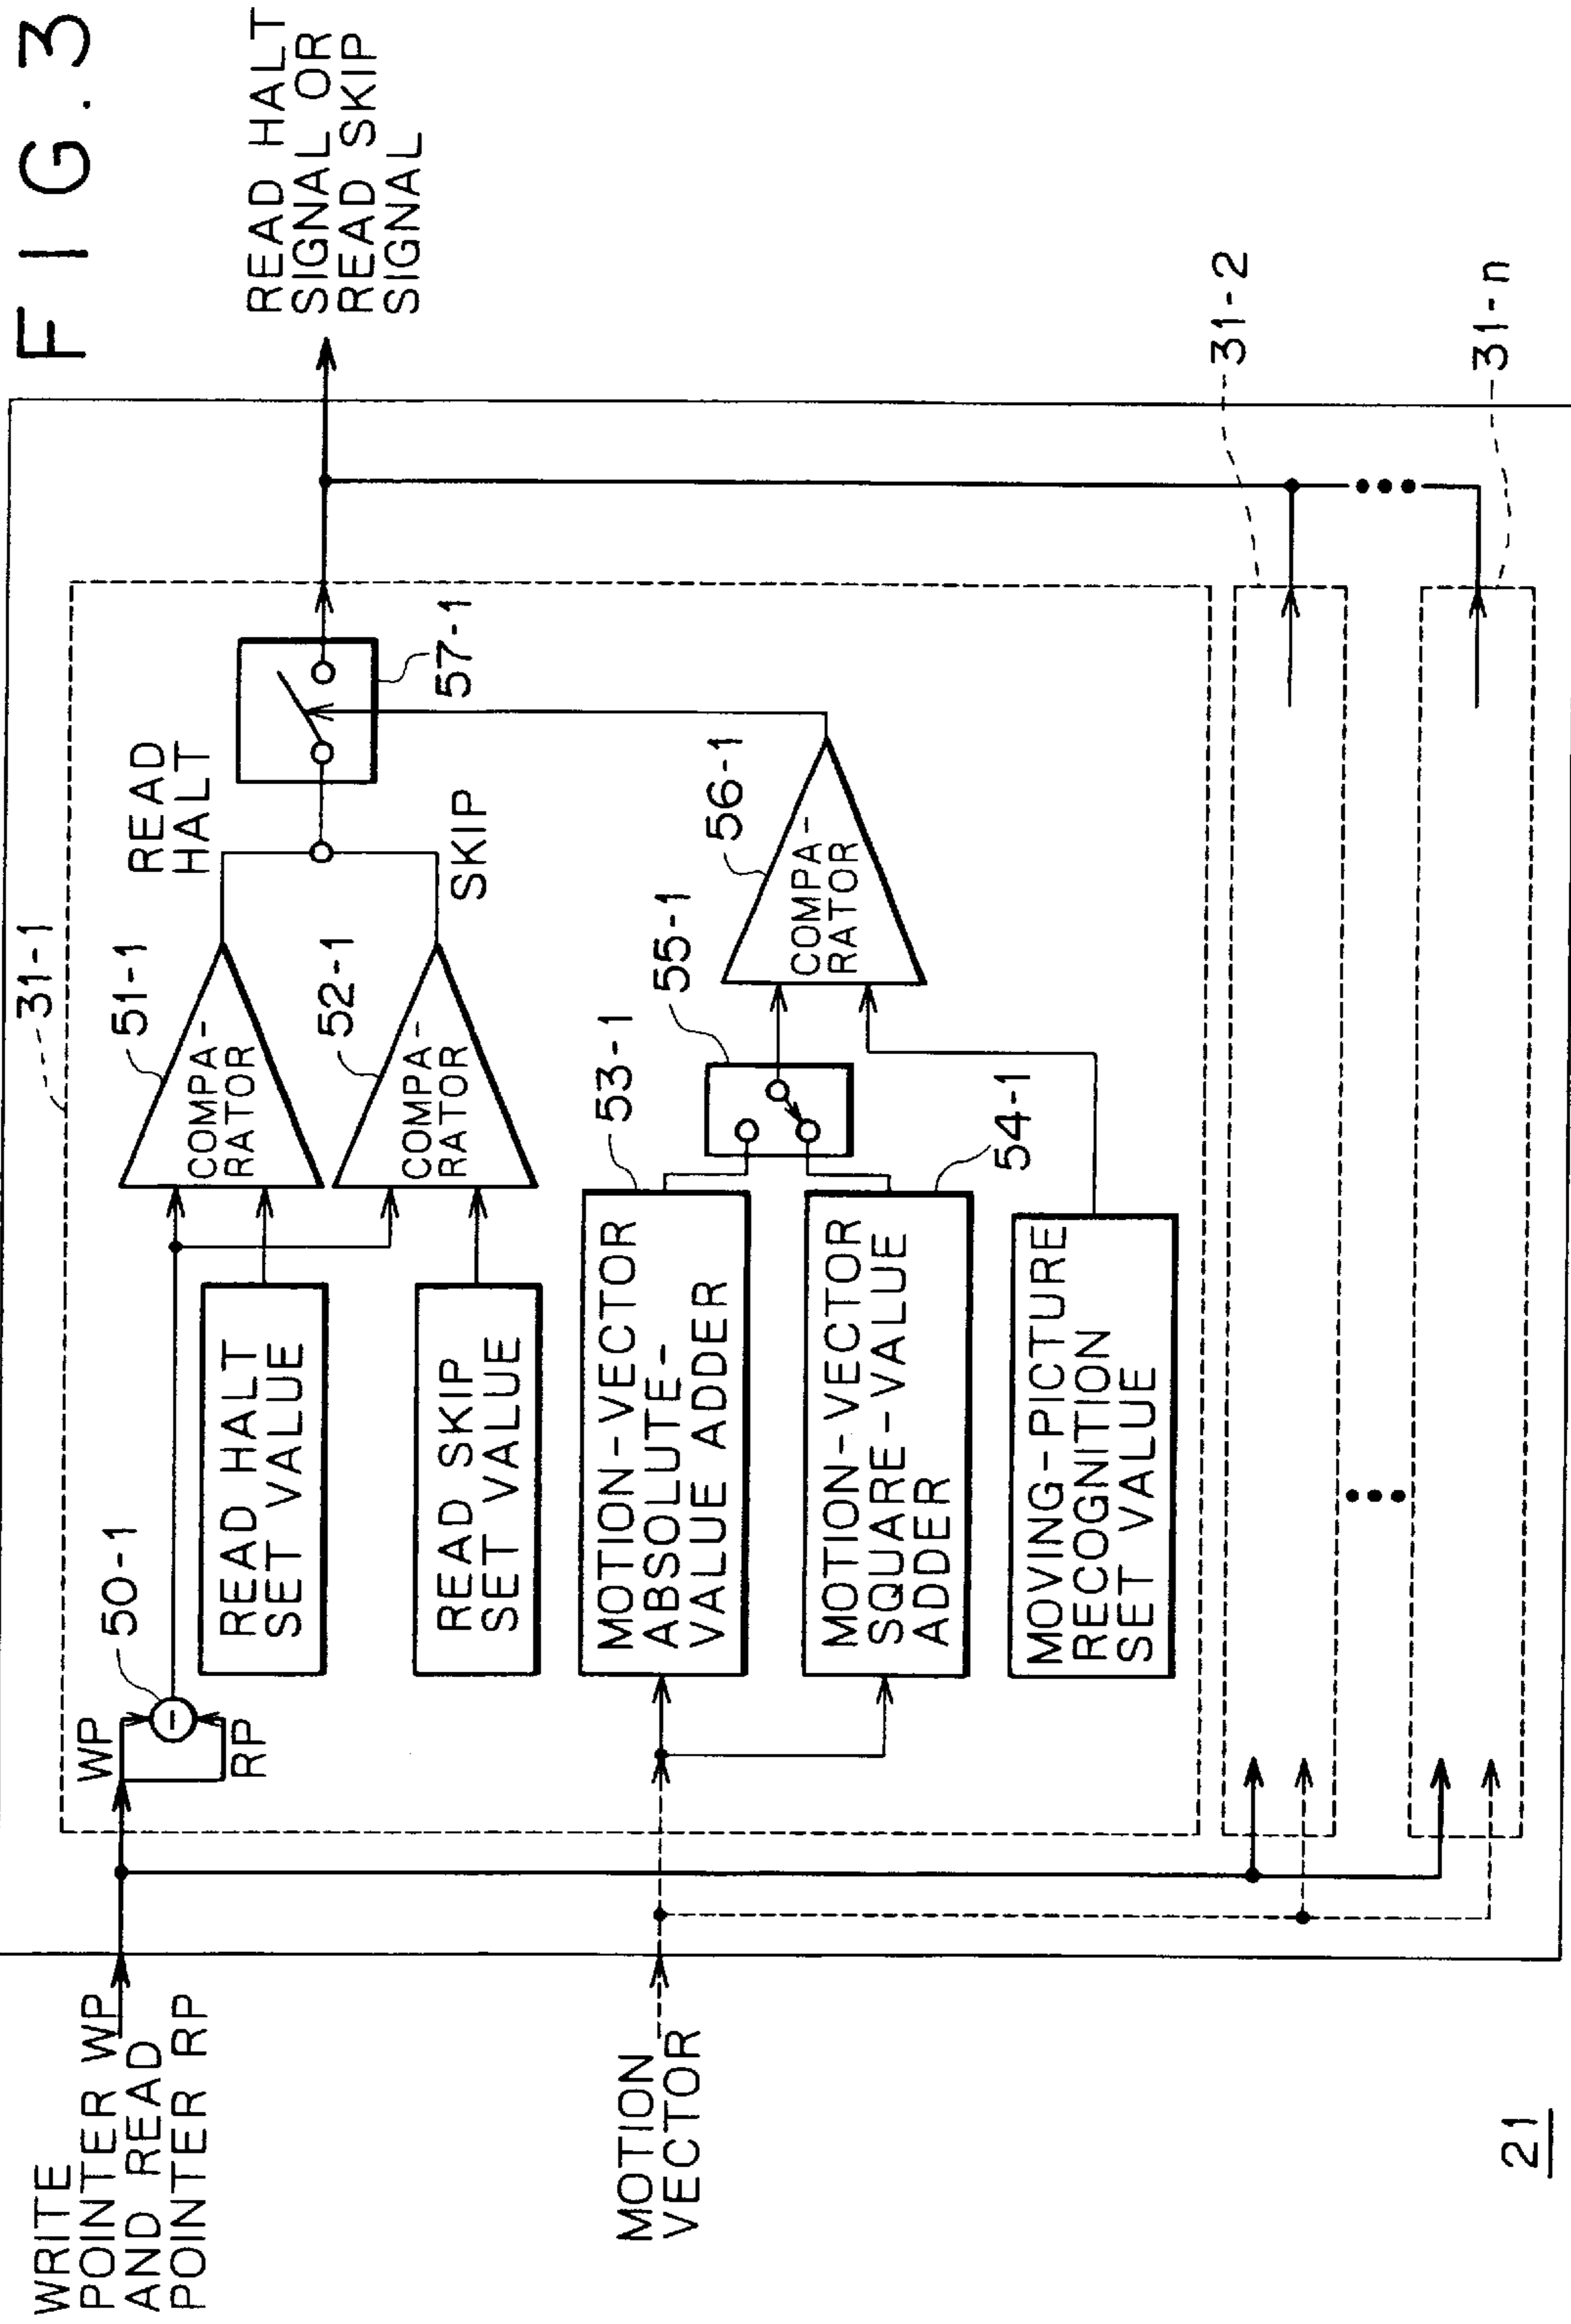 FIG.3
WRITE
POINTER WP
AND READ
POINTER RP
MOTION
VECTOR
21
31-1
WP
RP
50-1
READ HALT
SET VALUE
READ SKIP
SET VALUE
COMPA-
RATOR
51-1
COMPA-
RATOR
52-1
READ
HALT
SKIP
57-1
READ HALT
SIGNAL OR
READ SKIP
SIGNAL
MOTION-VECTOR
ABSOLUTE-
VALUE ADDER
53-1
MOTION-VECTOR
SQUARE-VALUE
ADDER
54-1
55-1
COMPA-
RATOR
56-1
MOVING-PICTURE
RECOGNITION
SET VALUE
31-2
31-n